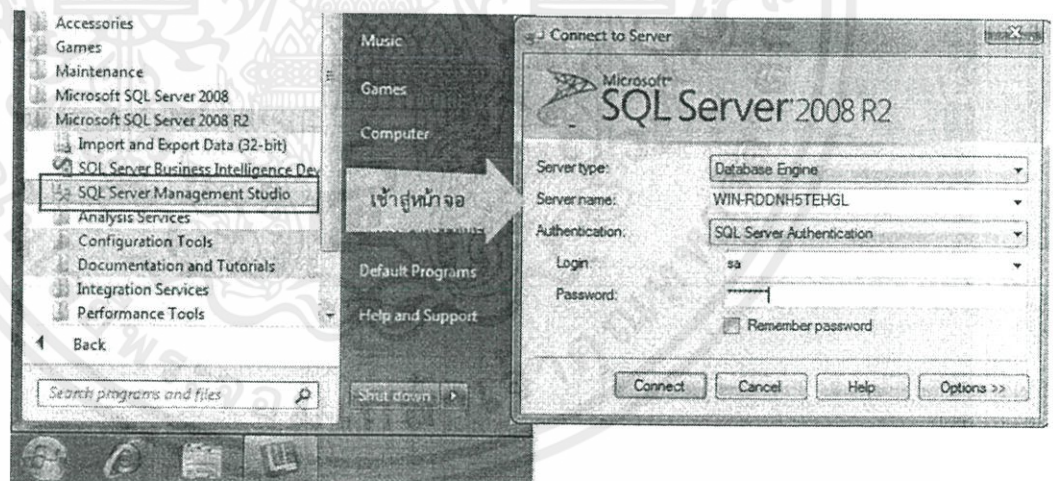 Accessories
Games
Maintenance
Microsoft SQL Server 2008
Microsoft SQL Server 2008 R2
Import and Export Data (32-bit)
SQL Server Business Intelligence Dev
SQL Server Management Studio
Analysis Services
Configuration Tools
Documentation and Tutorials
Integration Services
Performance Tools
Back
Search programs and files
Music
Games
Computer
เข้าสู่หน้าจอ
Default Programs
Help and Support
Shut down
Connect to Server
Microsoft
SQL Server 2008 R2
Server type: Database Engine
Server name: WIN-RDDNH5TEHGL
Authentication: SQL Server Authentication
Login: sa
Password: ********
Remember password
Connect Cancel Help Options >>